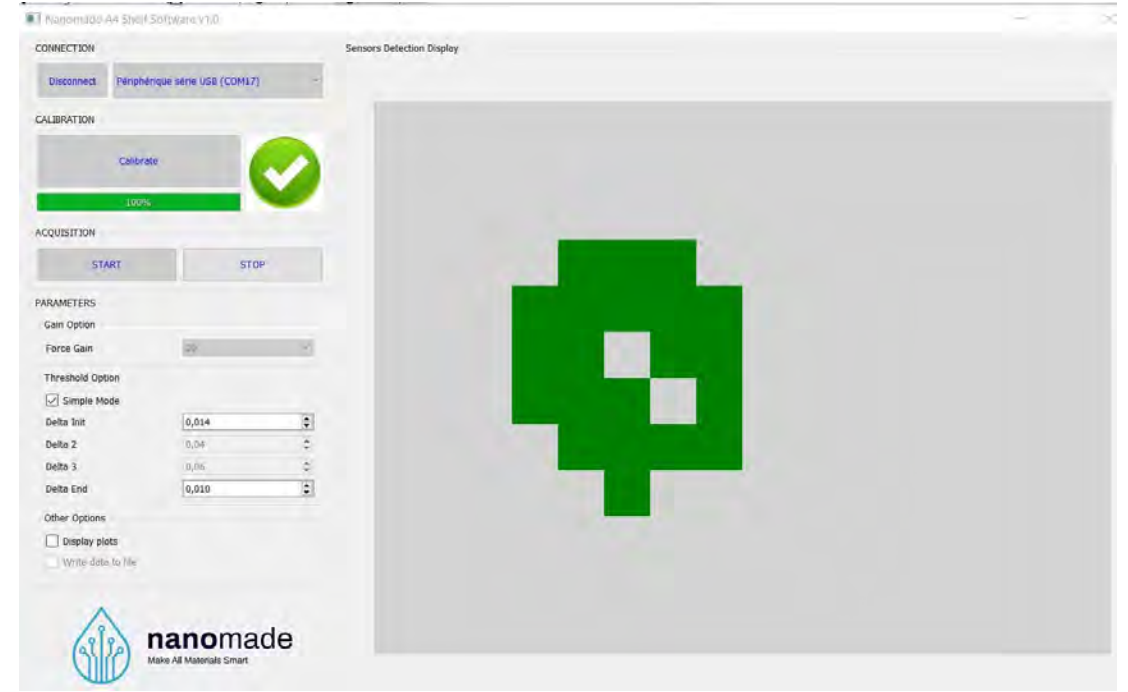 Nanomade A4 Shelf Software V1.0
CONNECTION
Disconnect
Périphérique série USB (COM17)
Sensors Detection Display
CALIBRATION
Calibrate
100%
ACQUISITION
START
STOP
PARAMETERS
Gain Option
Force Gain
20
Threshold Option
Simple Mode
Delta Init
0,014
Delta 2
0,04
Delta 3
0,06
Delta End
0,010
Other Options
Display plots
Write data to file
nanomade
Make All Materials Smart